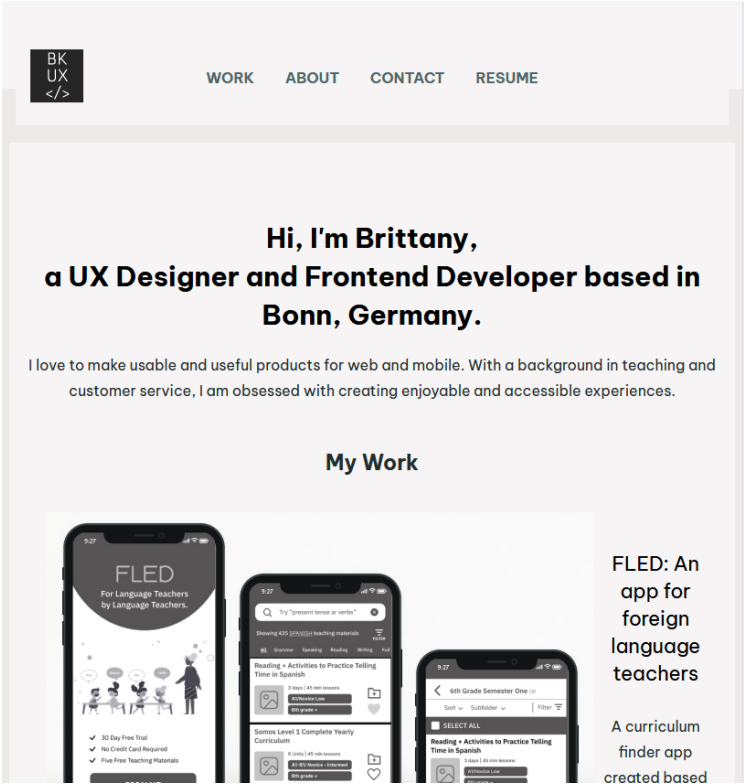 BK
UX
</>
WORK ABOUT CONTACT RESUME
Hi, I'm Brittany,
a UX Designer and Frontend Developer based in
Bonn, Germany.
I love to make usable and useful products for web and mobile. With a background in teaching and
customer service, I am obsessed with creating enjoyable and accessible experiences.
My Work
9:27
FLED
For Language Teachers
by Language Teachers.
30 Day Free Trial
No Credit Card Required
Five Free Teaching Materials
9:27
Try "present tense ar verbs"
Showing 435 SPANISH teaching materials
FILTER
All Grammar Speaking Reading Writing Full
Reading + Activities to Practice Telling
Time in Spanish
3 days | 45 min lessons
A1/Novice Low
6th grade +
Somos Level 1 Complete Yearly
Curriculum
8 Units | 45 min lessons
A1-B1/ Novice - Intermed
6th grade +
9:27
6th Grade Semester One
Sort Subfolder Filter
SELECT ALL
Reading + Activities to Practice Telling
Time in Spanish
3 days | 45 min lessons
A1/Novice Low
6th grade +
FLED: An
app for
foreign
language
teachers
A curriculum
finder app
created based